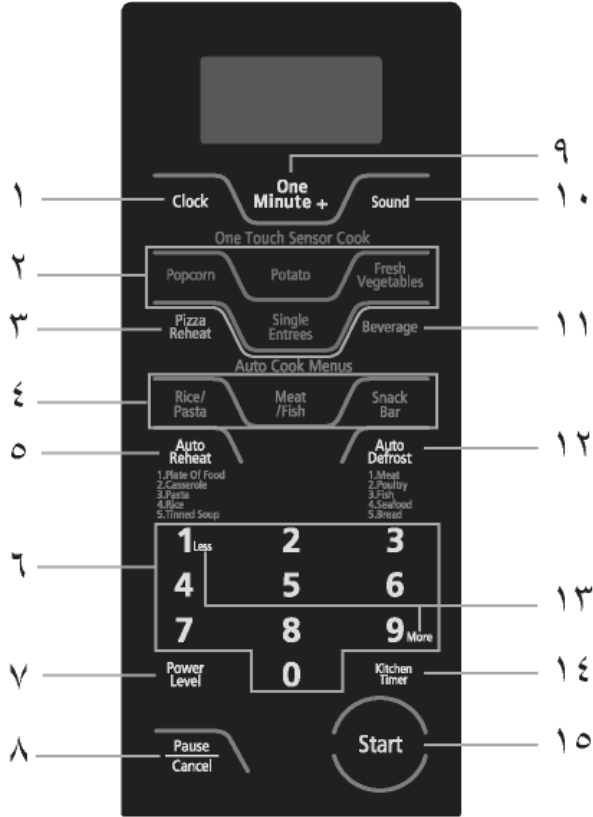 ٩
One
Minute +
١
Clock
Sound
١٠
One Touch Sensor Cook
٢
Popcorn
Potato
Fresh
Vegetables
٣
Pizza
Reheat
Single
Entrees
Beverage
١١
Auto Cook Menus
٤
Rice/
Pasta
Meat
/Fish
Snack
Bar
٥
Auto
Reheat
Auto
Defrost
١٢
1.Plate Of Food
2.Casserole
3.Pasta
4.Rice
5.Tinned Soup
1.Meat
2.Poultry
3.Fish
4.Seafood
5.Bread
٦
1 Less 2 3
4 5 6
7 8 9 More
0
١٣
٧
Power
Level
Kitchen
Timer
١٤
٨
Pause
Cancel
Start
١٥